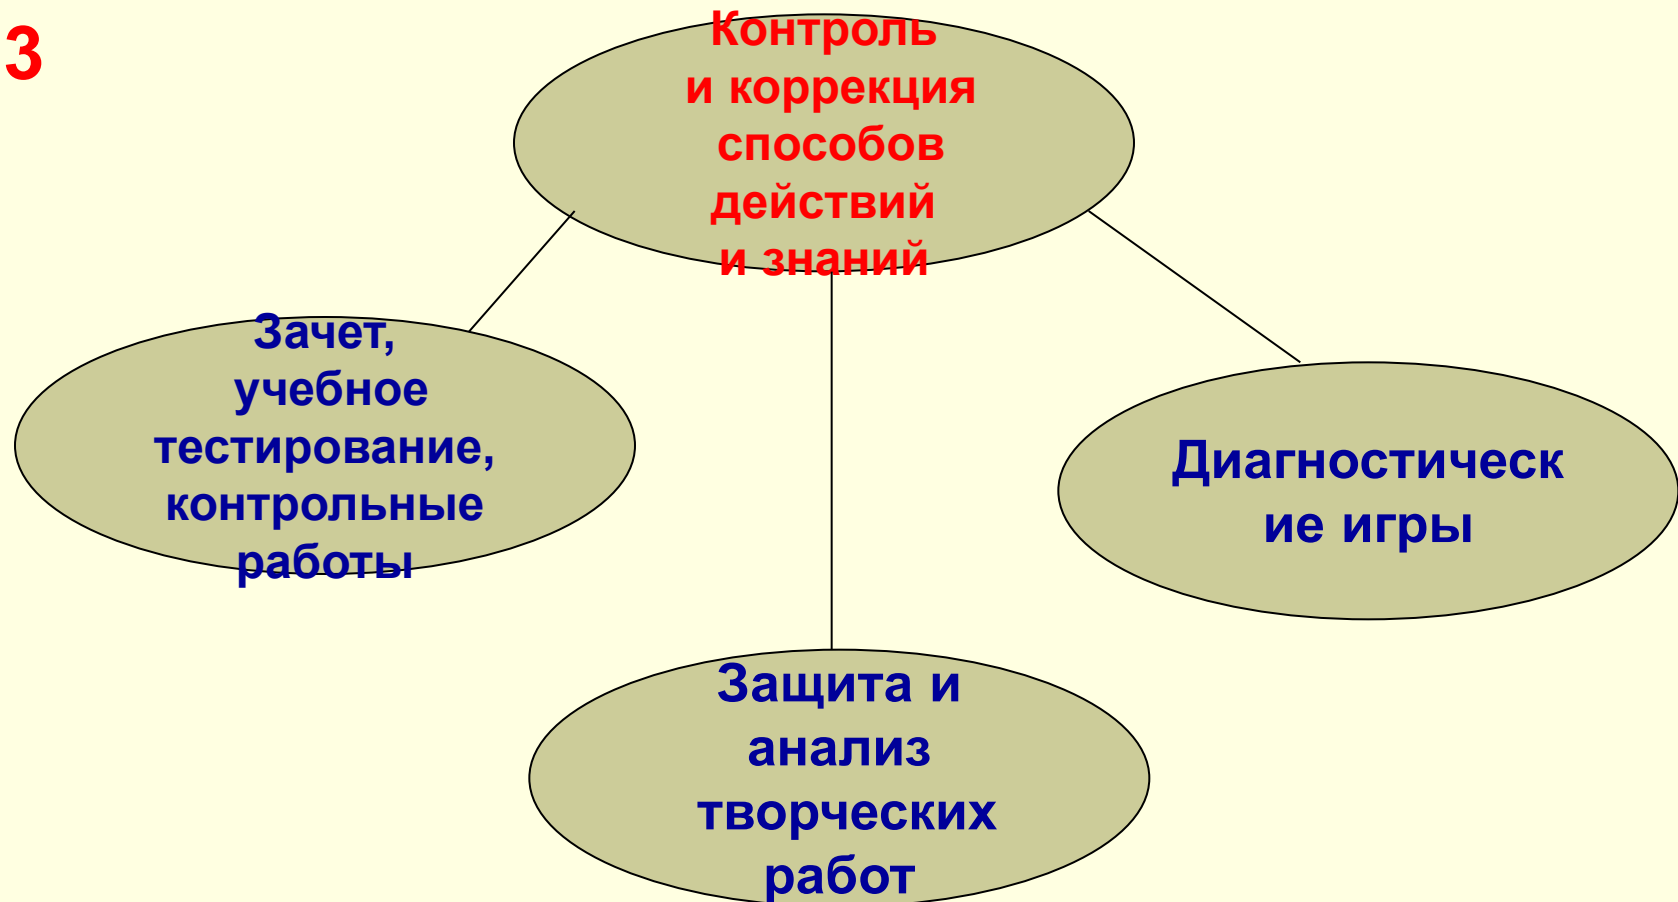 3
Контроль
и коррекция
способов
действий
и знаний
Зачет,
учебное
тестирование,
контрольные
работы
Диагностическ
ие игры
Защита и
анализ
творческих
работ